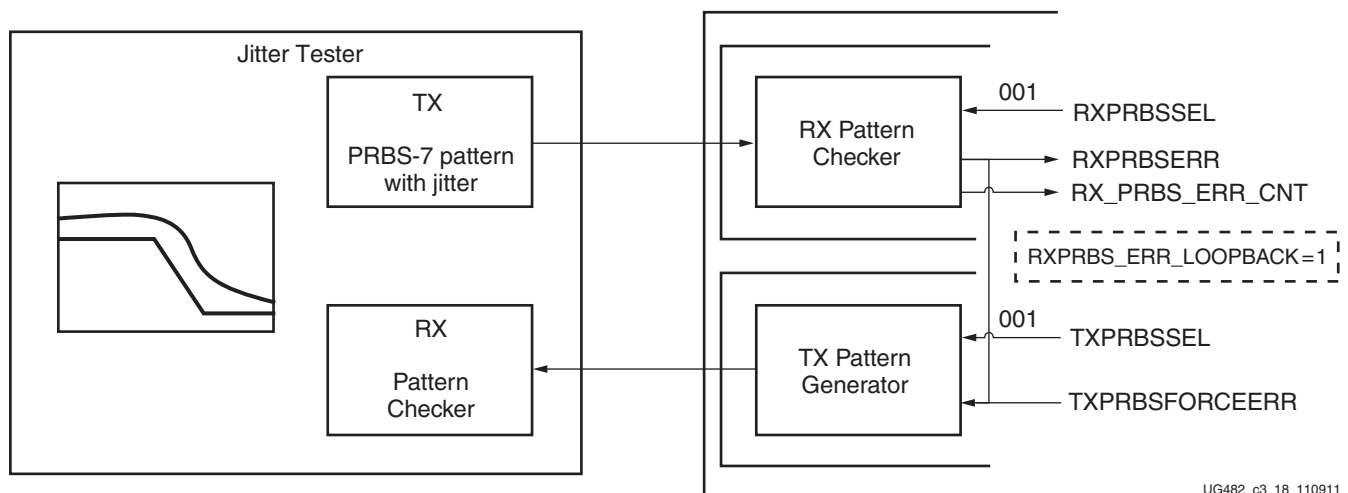 Jitter Tester
TX
PRBS-7 pattern
with jitter
RX
Pattern
Checker
RX Pattern
Checker
001
RXPRBSSEL
RXPRBSERR
RX_PRBS_ERR_CNT
RXPRBS_ERR_LOOPBACK=1
TX Pattern
Generator
001
TXPRBSSEL
TXPRBSFORCEERR
UG482_c3_18_110911